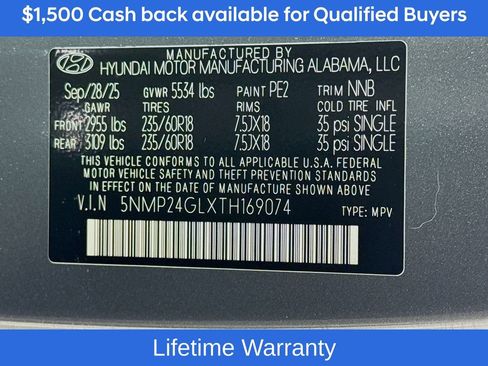 $1,500 Cash back available for Qualified Buyers
MANUFACTURED BY
HYUNDAI MOTOR MANUFACTURING ALABAMA, LLC
Sep/28/25 GVWR 5534 lbs PAINT PE2 TRIM NNB
GAWR TIRES RIMS COLD TIRE INFL
FRONT 2955 lbs 235/60R18 7.5JX18 35 psi SINGLE
REAR 3109 lbs 235/60R18 7.5JX18 35 psi SINGLE
THIS VEHICLE CONFORMS TO ALL APPLICABLE U.S.A. FEDERAL
MOTOR VEHICLE SAFETY AND THEFT PREVENTION STANDARDS
IN EFFECT ON THE DATE OF MANUFACTURE SHOWN ABOVE.
V.I.N 5NMP24GLXTH169074 TYPE: MPV
Lifetime Warranty